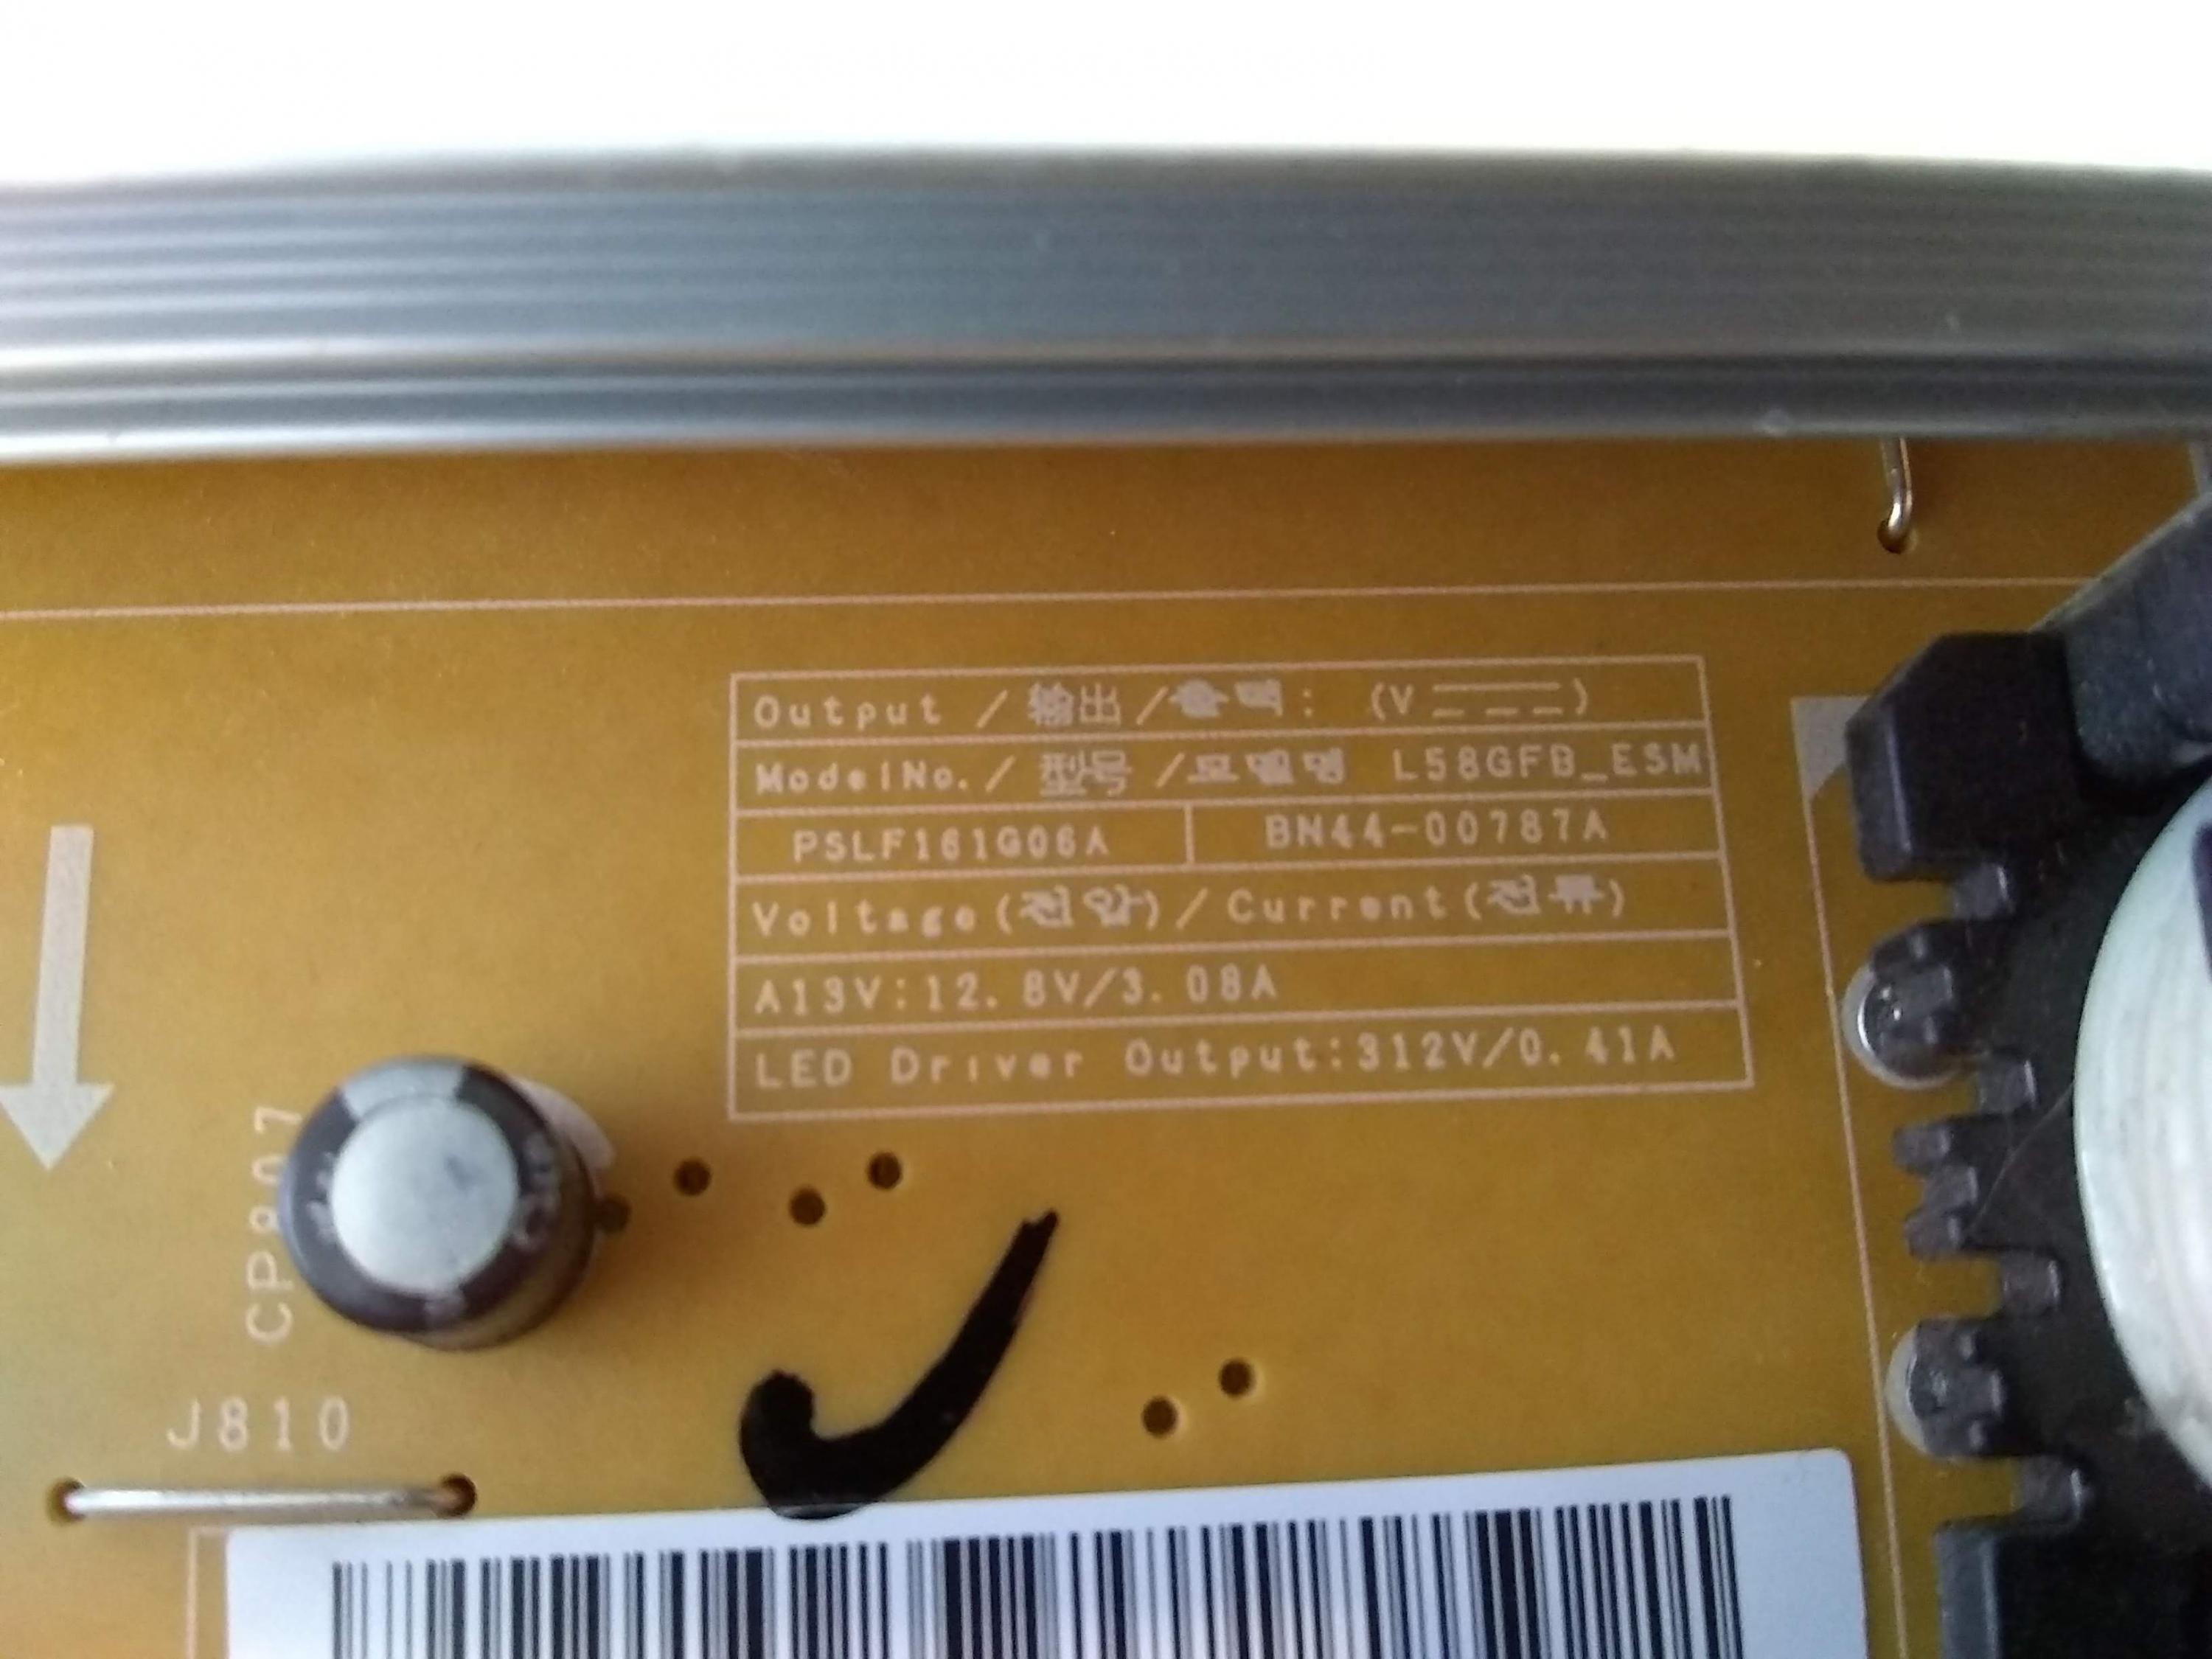 Output / 输出 / 출력: (V
ModelNo. / 型号 / 모델명 L58GFB_ESM
PSLF161G06A BN44-00787A
Voltage(전압) / Current(전류)
A13V:12.8V/3.08A
LED Driver Output:312V/0.41A
CP807
J810